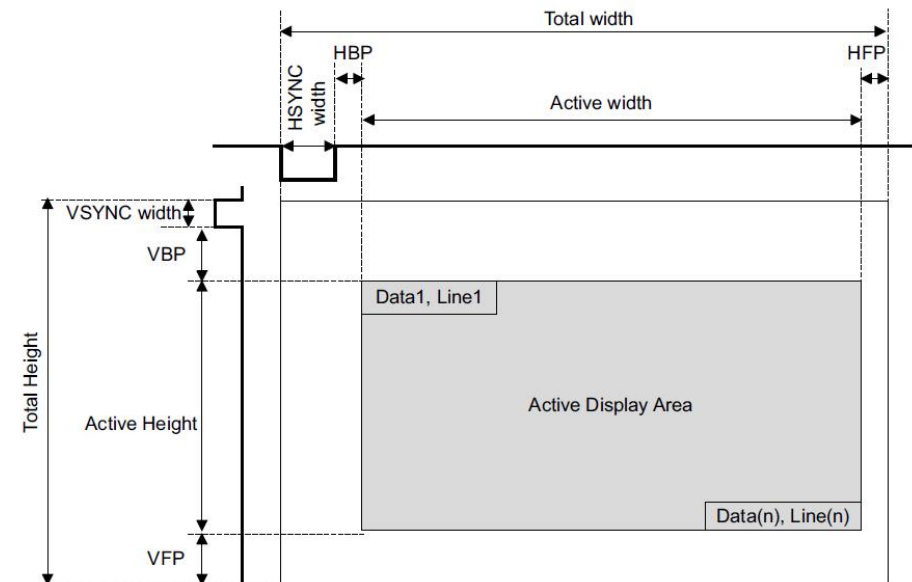 Total width
HBP
HFP
HSYNC
width
Active width
VSYNC width
VBP
Data1, Line1
Total Height
Active Display Area
Active Height
Data(n), Line(n)
VFP